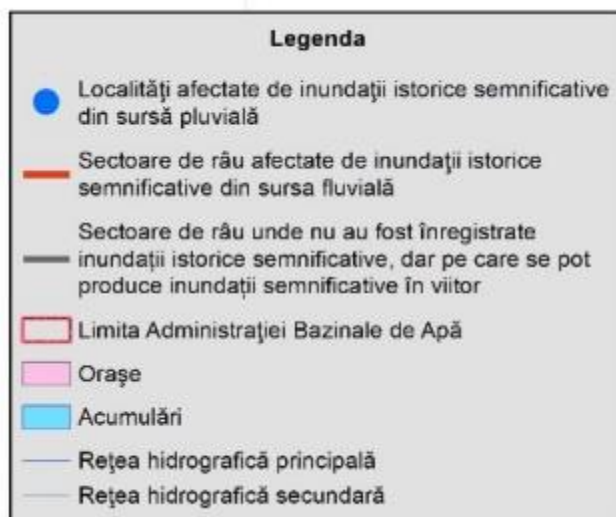 Legenda
Localităţi afectate de inundaţii istorice semnificative
din sursă pluvială
Sectoare de râu afectate de inundaţii istorice
semnificative din sursa fluvială
Sectoare de râu unde nu au fost înregistrate
inundaţii istorice semnificative, dar pe care se pot
produce inundaţii semnificative în viitor
Limita Administraţiei Bazinale de Apă
Oraşe
Acumulări
Reţea hidrografică principală
Reţea hidrografică secundară